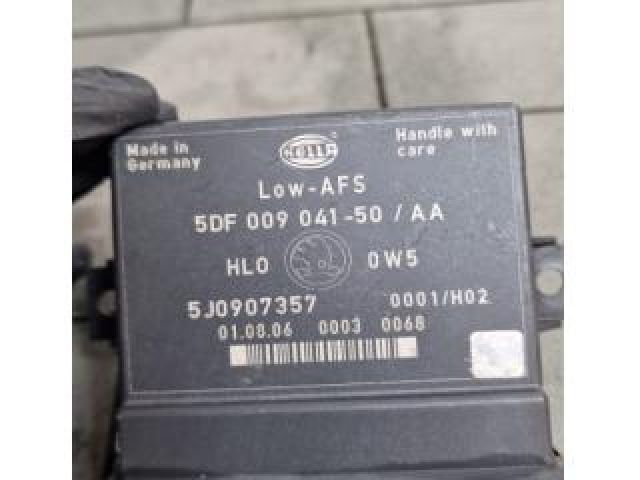 Made in
Germany
HELLA
Handle with
care
Low-AFS
5DF 009 041-50 / AA
HLO 0W5
5J0907357 0001/H02
01.08.06 0003 0068